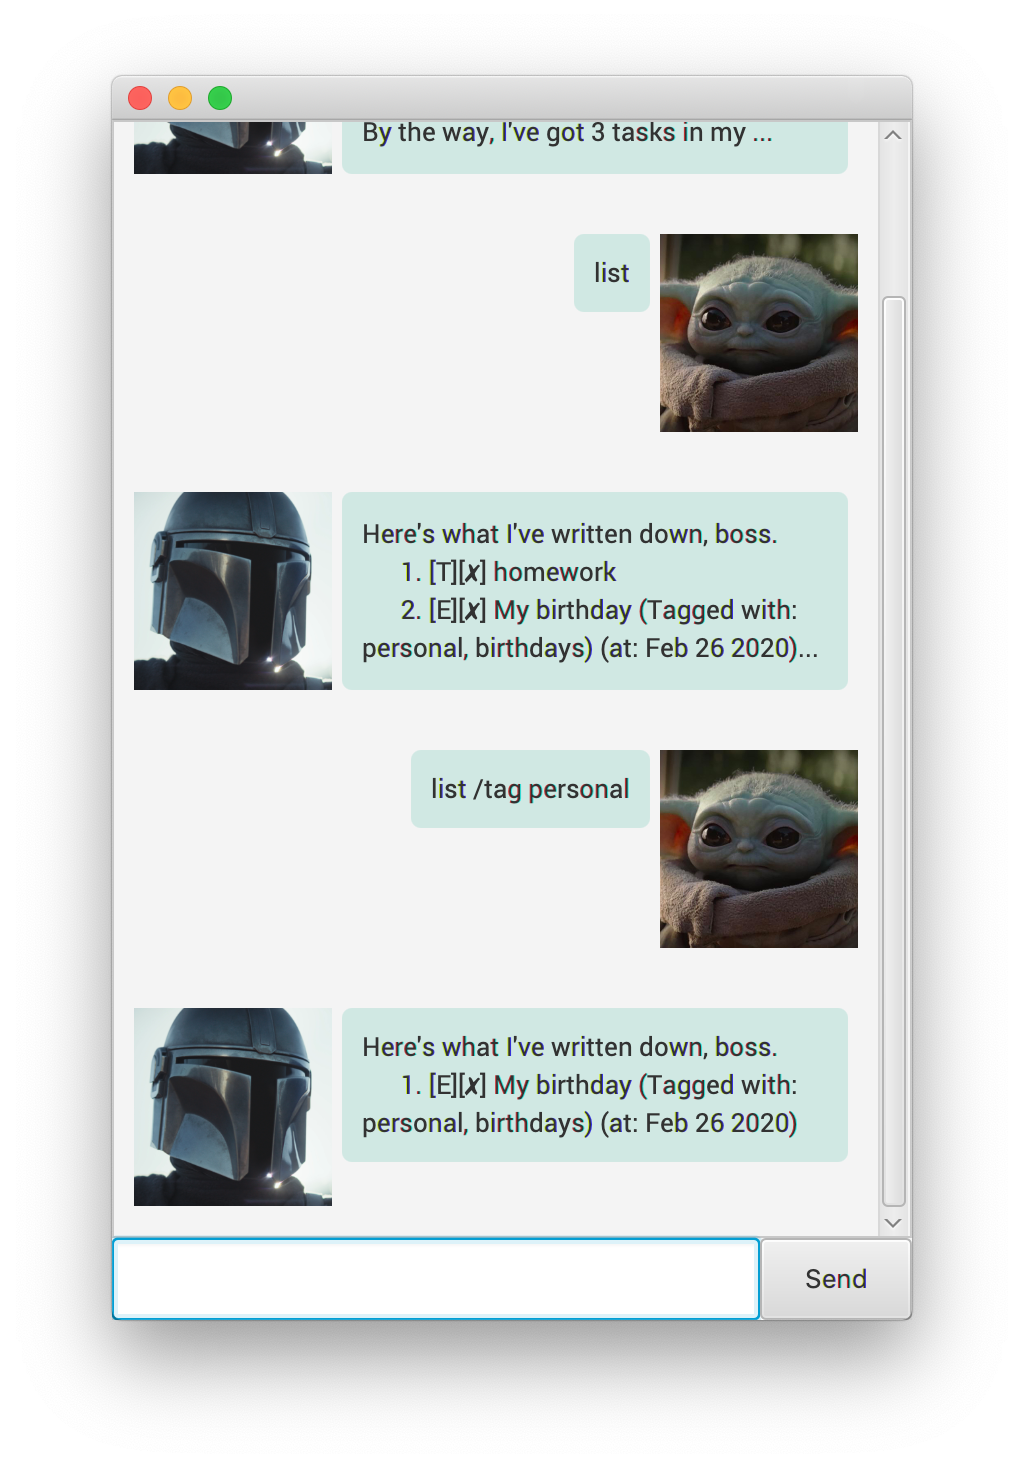 By the way, I've got 3 tasks in my ...
list
Here's what I've written down, boss.
1. [T][✗] homework
2. [E][✗] My birthday (Tagged with:
personal, birthdays) (at: Feb 26 2020)...
list /tag personal
Here's what I've written down, boss.
1. [E][✗] My birthday (Tagged with:
personal, birthdays) (at: Feb 26 2020)
Send